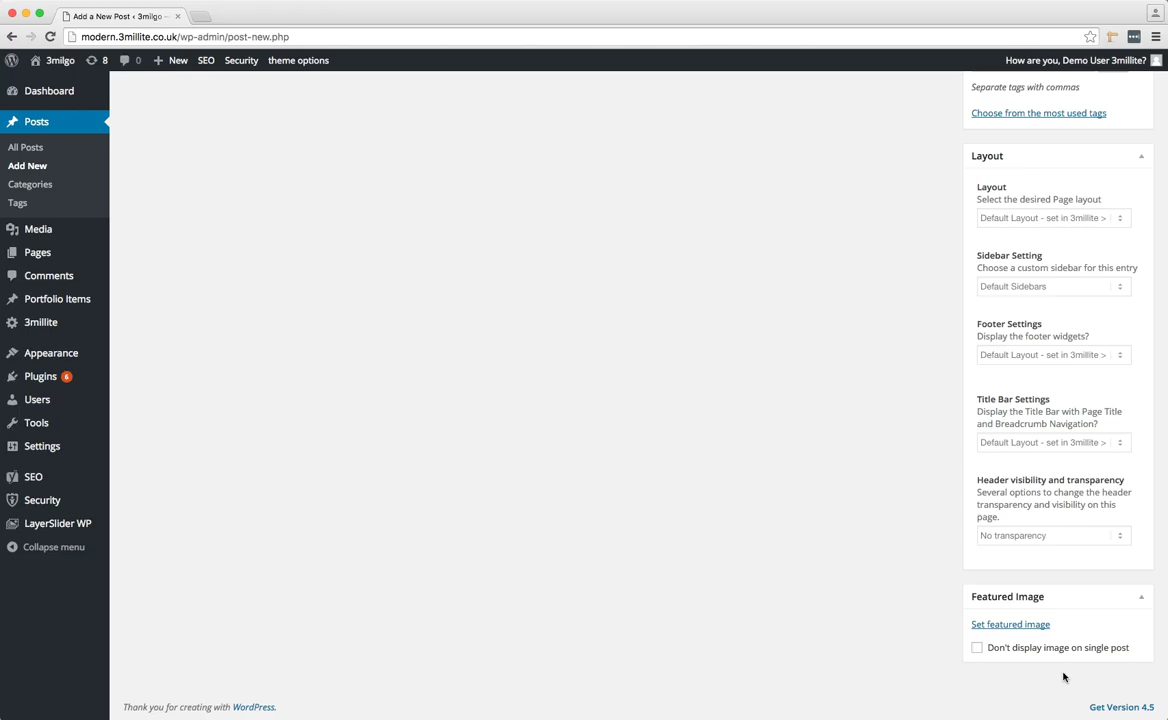 Add a New Post ‹ 3milgo —
modern.3millite.co.uk/wp-admin/post-new.php
3milgo
8
0
New
SEO
Security
theme options
How are you, Demo User 3millite?
Dashboard
Posts
All Posts
Add New
Categories
Tags
Media
Pages
Comments
Portfolio Items
3millite
Appearance
Plugins 6
Users
Tools
Settings
SEO
Security
LayerSlider WP
Collapse menu
Separate tags with commas
Choose from the most used tags
Layout
Layout
Select the desired Page layout
Default Layout - set in 3millite >
Sidebar Setting
Choose a custom sidebar for this entry
Default Sidebars
Footer Settings
Display the footer widgets?
Default Layout - set in 3millite >
Title Bar Settings
Display the Title Bar with Page Title
and Breadcrumb Navigation?
Default Layout - set in 3millite >
Header visibility and transparency
Several options to change the header
transparency and visibility on this
page.
No transparency
Featured Image
Set featured image
Don't display image on single post
Thank you for creating with WordPress.
Get Version 4.5